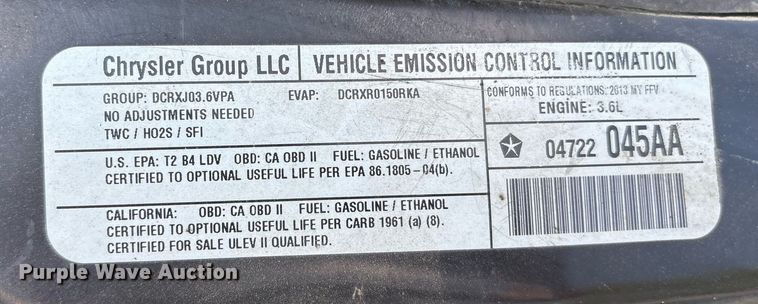 Chrysler Group LLC VEHICLE EMISSION CONTROL INFORMATION
GROUP: DCRXJ03.6VPA EVAP: DCRXR0150RKA
NO ADJUSTMENTS NEEDED
TWC / HO2S / SFI
CONFORMS TO REGULATIONS: 2013 MY FFV
ENGINE: 3.6L
04722 045AA
U.S. EPA: T2 B4 LDV OBD: CA OBD II FUEL: GASOLINE / ETHANOL
CERTIFIED TO OPTIONAL USEFUL LIFE PER EPA 86.1805-04(b).
CALIFORNIA: OBD: CA OBD II FUEL: GASOLINE / ETHANOL
CERTIFIED TO OPTIONAL USEFUL LIFE PER CARB 1961 (a) (8).
CERTIFIED FOR SALE ULEV II QUALIFIED.
Purple Wave Auction